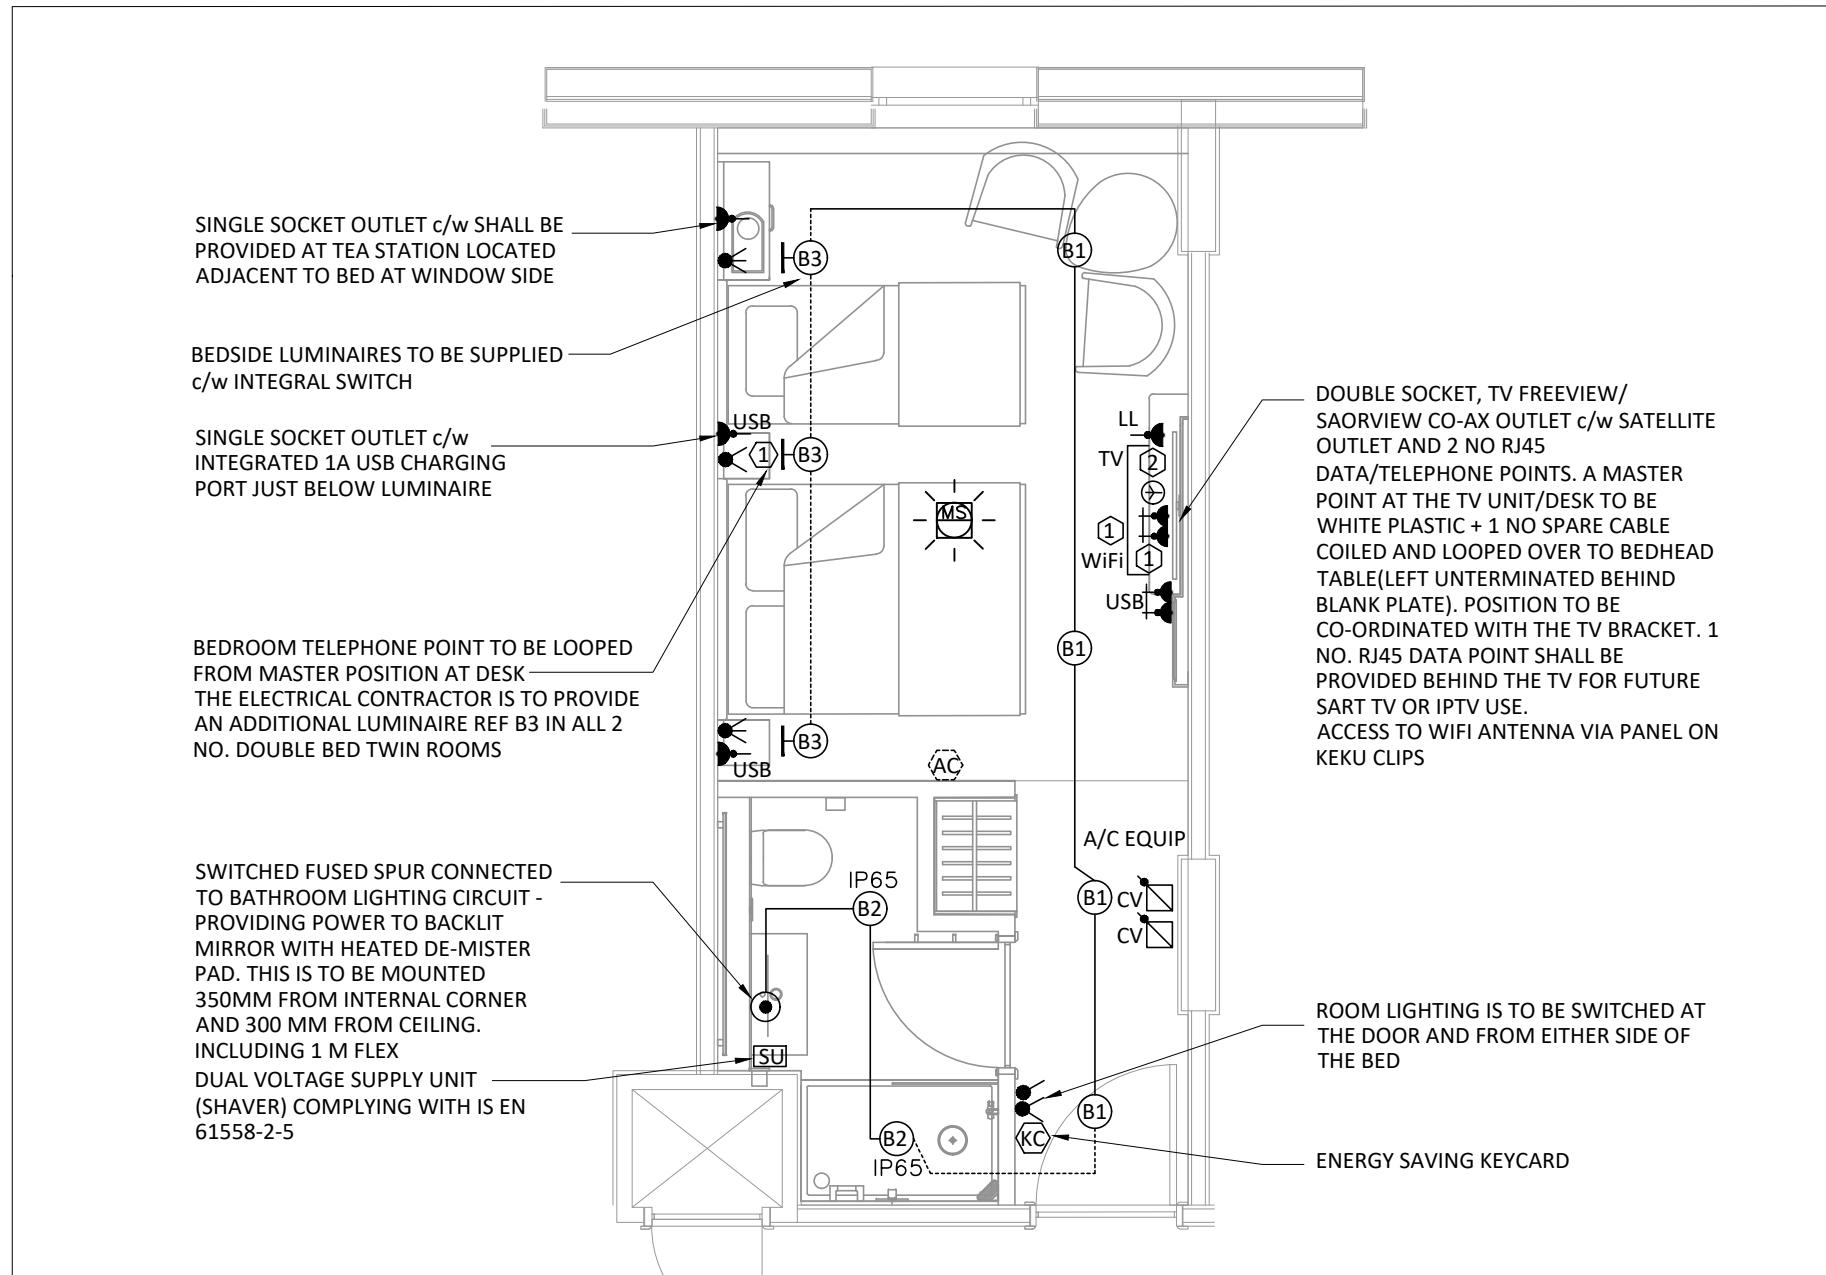 SINGLE SOCKET OUTLET c/w SHALL BE
PROVIDED AT TEA STATION LOCATED
ADJACENT TO BED AT WINDOW SIDE
BEDSIDE LUMINAIRES TO BE SUPPLIED
c/w INTEGRAL SWITCH
SINGLE SOCKET OUTLET c/w
INTEGRATED 1A USB CHARGING
PORT JUST BELOW LUMINAIRE
BEDROOM TELEPHONE POINT TO BE LOOPED
FROM MASTER POSITION AT DESK
THE ELECTRICAL CONTRACTOR IS TO PROVIDE
AN ADDITIONAL LUMINAIRE REF B3 IN ALL 2
NO. DOUBLE BED TWIN ROOMS
SWITCHED FUSED SPUR CONNECTED
TO BATHROOM LIGHTING CIRCUIT -
PROVIDING POWER TO BACKLIT
MIRROR WITH HEATED DE-MISTER
PAD. THIS IS TO BE MOUNTED
350MM FROM INTERNAL CORNER
AND 300 MM FROM CEILING.
INCLUDING 1 M FLEX
DUAL VOLTAGE SUPPLY UNIT
(SHAVER) COMPLYING WITH IS EN
61558-2-5
B3
B1
USB
1
B3
MS
B3
USB
AC
B1
LL
TV
2
1
WiFi
1
USB
A/C EQUIP
IP65
B2
B1
CV
CV
SU
B2
IP65
KC
B1
DOUBLE SOCKET, TV FREEVIEW/
SAORVIEW CO-AX OUTLET c/w SATELLITE
OUTLET AND 2 NO RJ45
DATA/TELEPHONE POINTS. A MASTER
POINT AT THE TV UNIT/DESK TO BE
WHITE PLASTIC + 1 NO SPARE CABLE
COILED AND LOOPED OVER TO BEDHEAD
TABLE(LEFT UNTERMINATED BEHIND
BLANK PLATE). POSITION TO BE
CO-ORDINATED WITH THE TV BRACKET. 1
NO. RJ45 DATA POINT SHALL BE
PROVIDED BEHIND THE TV FOR FUTURE
SART TV OR IPTV USE.
ACCESS TO WIFI ANTENNA VIA PANEL ON
KEKU CLIPS
ROOM LIGHTING IS TO BE SWITCHED AT
THE DOOR AND FROM EITHER SIDE OF
THE BED
ENERGY SAVING KEYCARD